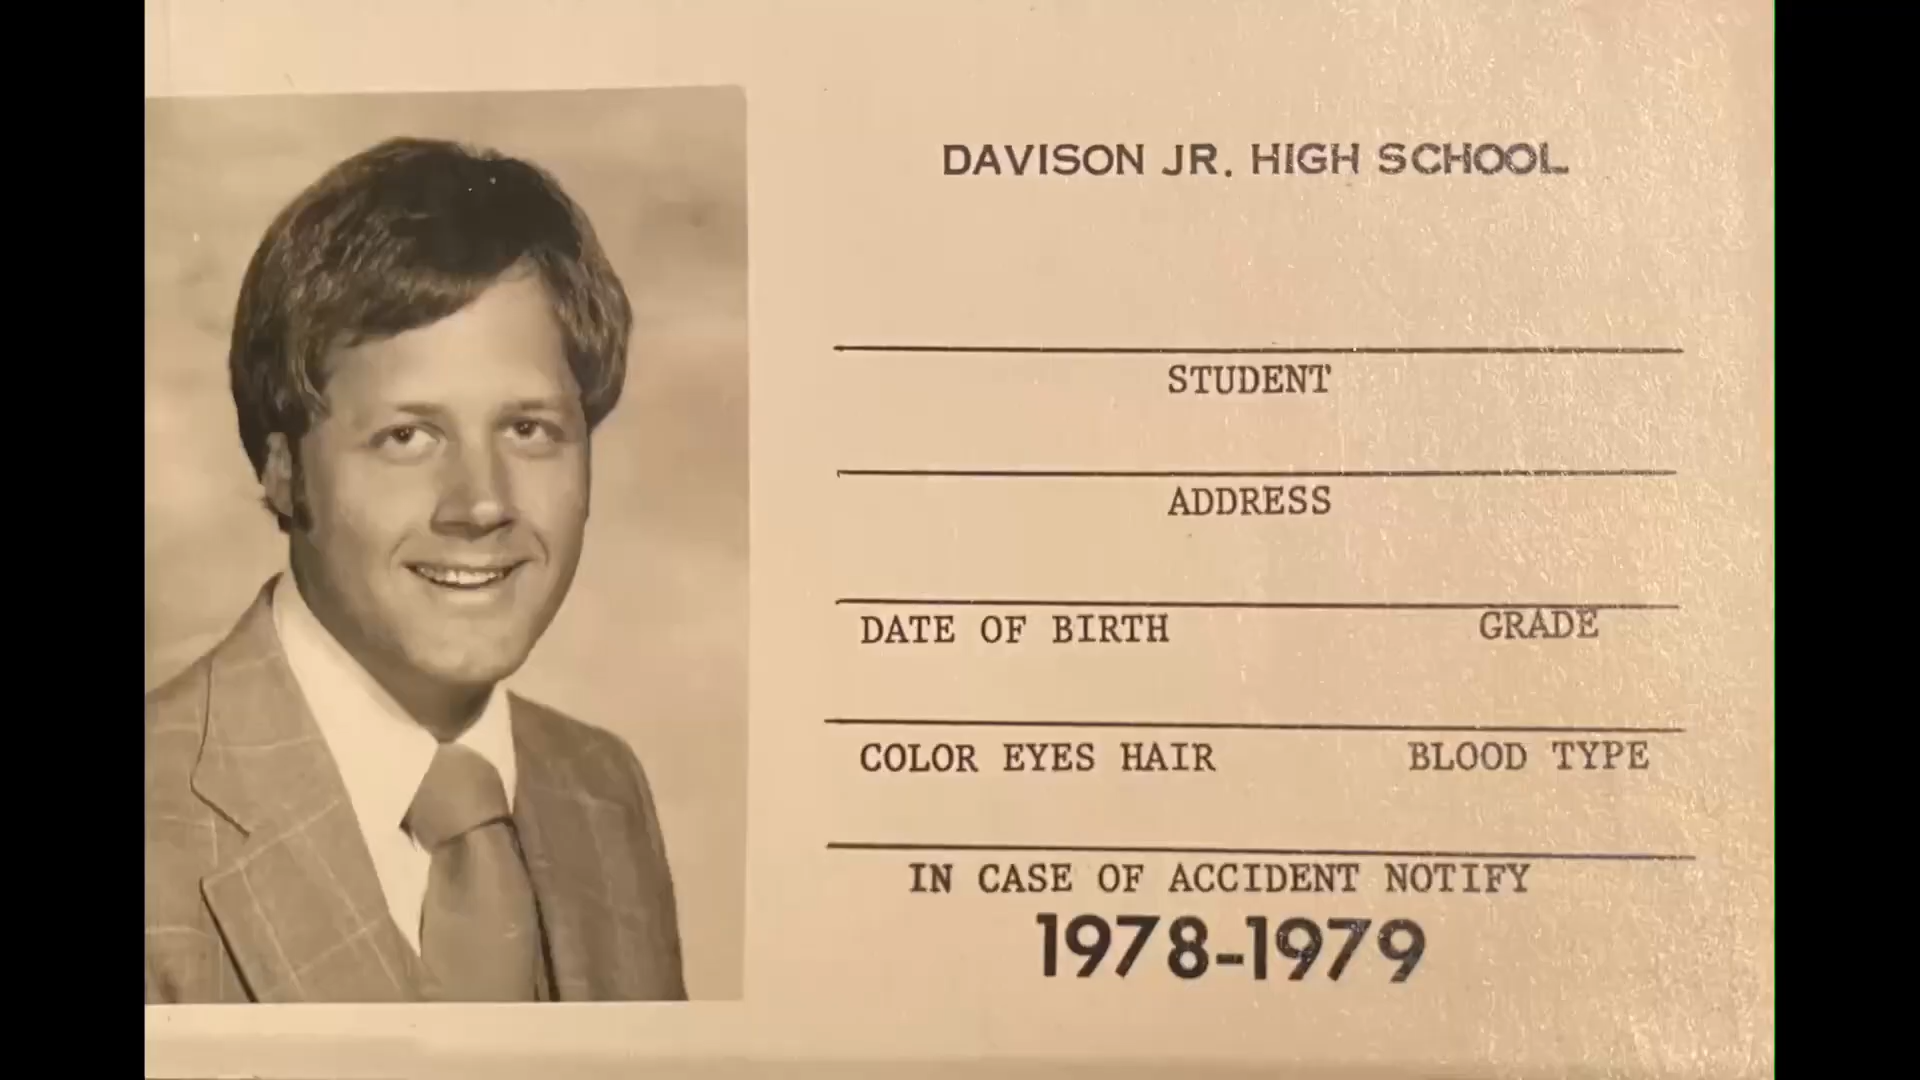 DAVISON JR. HIGH SCHOOL
STUDENT
ADDRESS
DATE OF BIRTH GRADE
COLOR EYES HAIR BLOOD TYPE
IN CASE OF ACCIDENT NOTIFY
1978-1979